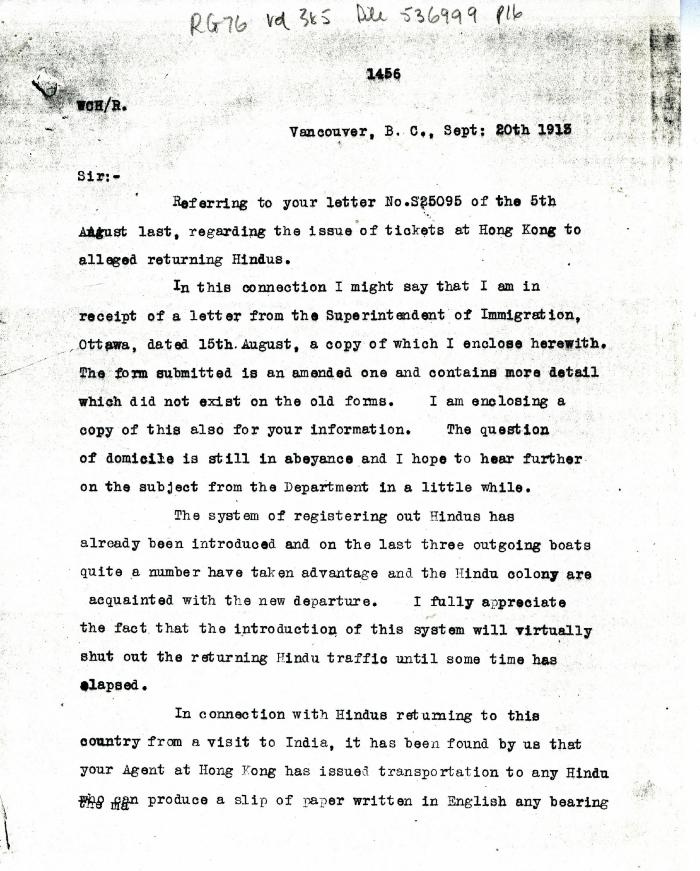 RG76 vol 385 File 536999 p16
1456
WCH/R.
Vancouver, B. C., Sept: 20th 1913
Sir:-
Referring to your letter No.S25095 of the 5th
August last, regarding the issue of tickets at Hong Kong to
alleged returning Hindus.
In this connection I might say that I am in
receipt of a letter from the Superintendent of Immigration,
Ottawa, dated 15th August, a copy of which I enclose herewith.
The form submitted is an amended one and contains more detail
which did not exist on the old forms. I am enclosing a
copy of this also for your information. The question
of domicile is still in abeyance and I hope to hear further
on the subject from the Department in a little while.
The system of registering out Hindus has
already been introduced and on the last three outgoing boats
quite a number have taken advantage and the Hindu colony are
acquainted with the new departure. I fully appreciate
the fact that the introduction of this system will virtually
shut out the returning Hindu traffic until some time has
elapsed.
In connection with Hindus returning to this
country from a visit to India, it has been found by us that
your Agent at Hong Kong has issued transportation to any Hindu
who can produce a slip of paper written in English any bearing